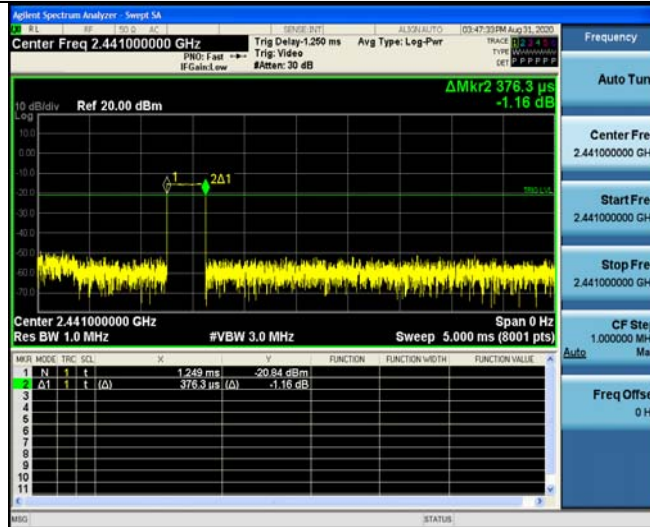 Agilent Spectrum Analyzer - Swept SA
RL RF 50 Ω AC SENSE:INT ALIGN AUTO 03:47:33 PM Aug 31, 2020
Center Freq 2.441000000 GHz
PNO: Fast
IFGain:Low
Trig Delay-1.250 ms
Trig: Video
#Atten: 30 dB
Avg Type: Log-Pwr
TRACE 1 2 3 4 5 6
TYPE
DET P P P P P P
Frequency
ΔMkr2 376.3 µs
-1.16 dB
10 dB/div Ref 20.00 dBm
Log
10.0
0.00
-10.0
-20.0
-30.0
-40.0
-50.0
-60.0
-70.0
1
2Δ1
TRIG LVL
Center 2.441000000 GHz Span 0 Hz
Res BW 1.0 MHz #VBW 3.0 MHz Sweep 5.000 ms (8001 pts)
MKR MODE TRC SCL X Y FUNCTION FUNCTION WIDTH FUNCTION VALUE
1 N 1 t 1.249 ms -20.84 dBm
2 Δ1 1 t (Δ) 376.3 µs (Δ) -1.16 dB
3
4
5
6
7
8
9
10
11
Auto Tun
Center Fre
2.441000000 GH
Start Fre
2.441000000 GH
Stop Fre
2.441000000 GH
CF Ste
1.000000 MH
Auto Ma
Freq Offse
0 H
MSG STATUS